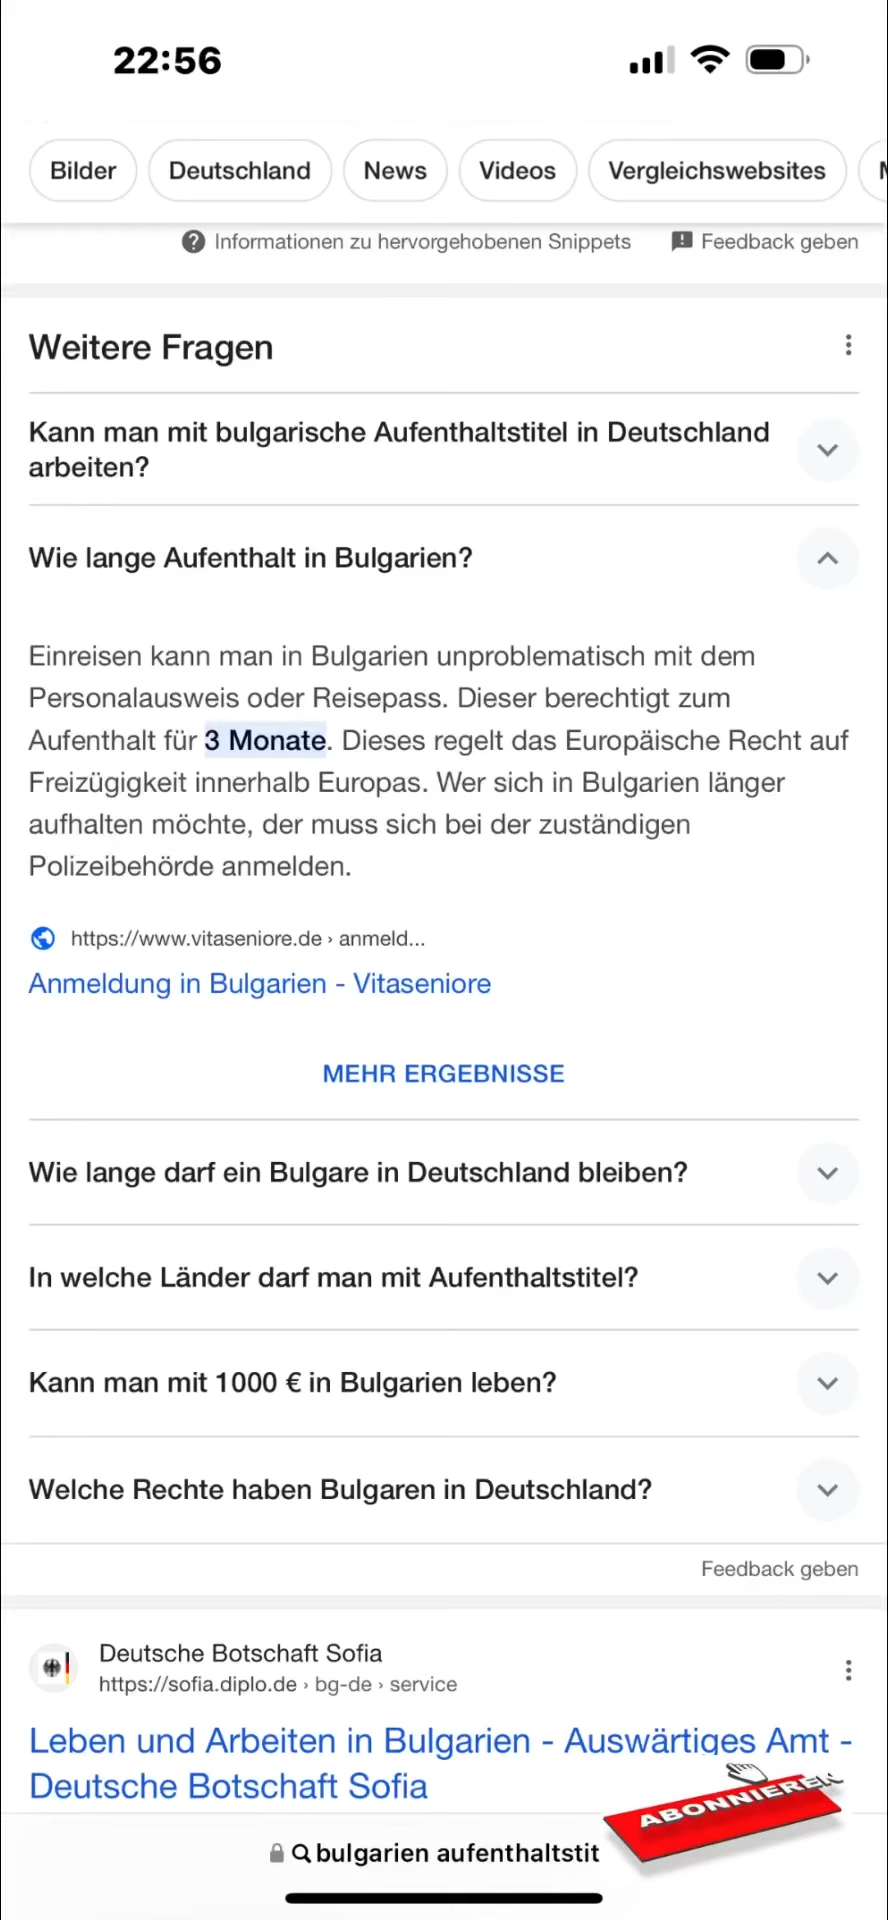 22:56
Bilder
Deutschland
News
Videos
Vergleichswebsites
Informationen zu hervorgehobenen Snippets
Feedback geben
Weitere Fragen
Kann man mit bulgarische Aufenthaltstitel in Deutschland
arbeiten?
Wie lange Aufenthalt in Bulgarien?
Einreisen kann man in Bulgarien unproblematisch mit dem
Personalausweis oder Reisepass. Dieser berechtigt zum
Aufenthalt für 3 Monate. Dieses regelt das Europäische Recht auf
Freizügigkeit innerhalb Europas. Wer sich in Bulgarien länger
aufhalten möchte, der muss sich bei der zuständigen
Polizeibehörde anmelden.
https://www.vitaseniore.de › anmeld...
Anmeldung in Bulgarien - Vitaseniore
MEHR ERGEBNISSE
Wie lange darf ein Bulgare in Deutschland bleiben?
In welche Länder darf man mit Aufenthaltstitel?
Kann man mit 1000 € in Bulgarien leben?
Welche Rechte haben Bulgaren in Deutschland?
Feedback geben
Deutsche Botschaft Sofia
https://sofia.diplo.de › bg-de › service
Leben und Arbeiten in Bulgarien - Auswärtiges Amt -
Deutsche Botschaft Sofia
ABONNIEREN
bulgarien aufenthaltstit